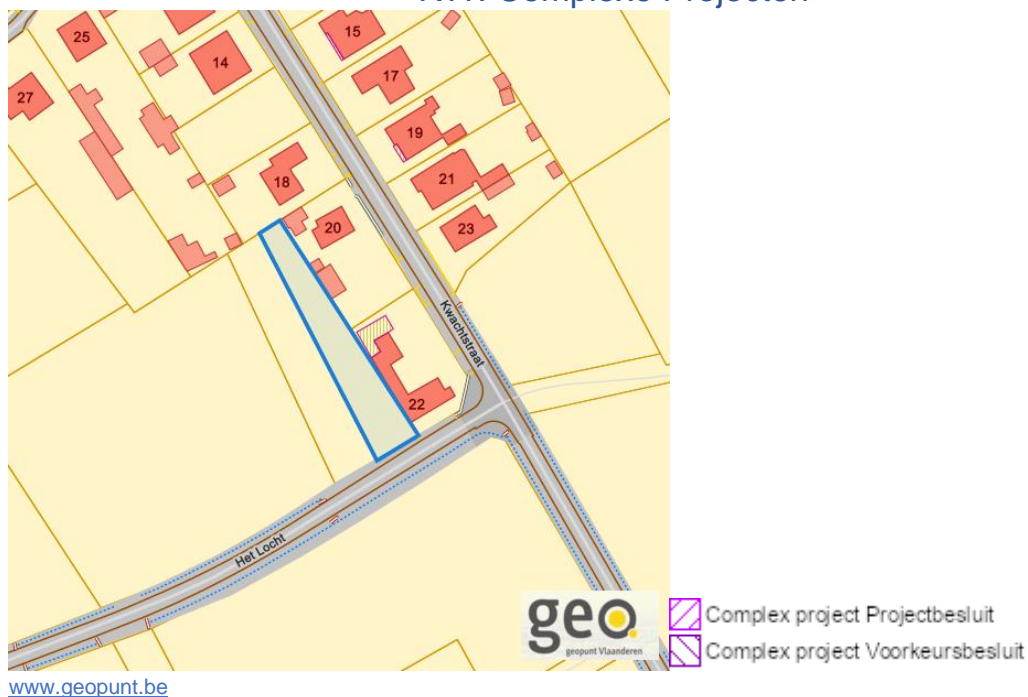 Complexe Projecten
25
15
14
17
27
19
18
21
20
23
Kwachtstraat
22
Het Locht
geo
geopunt Vlaanderen
Complex project Projectbesluit
Complex project Voorkeursbesluit
www.geopunt.be